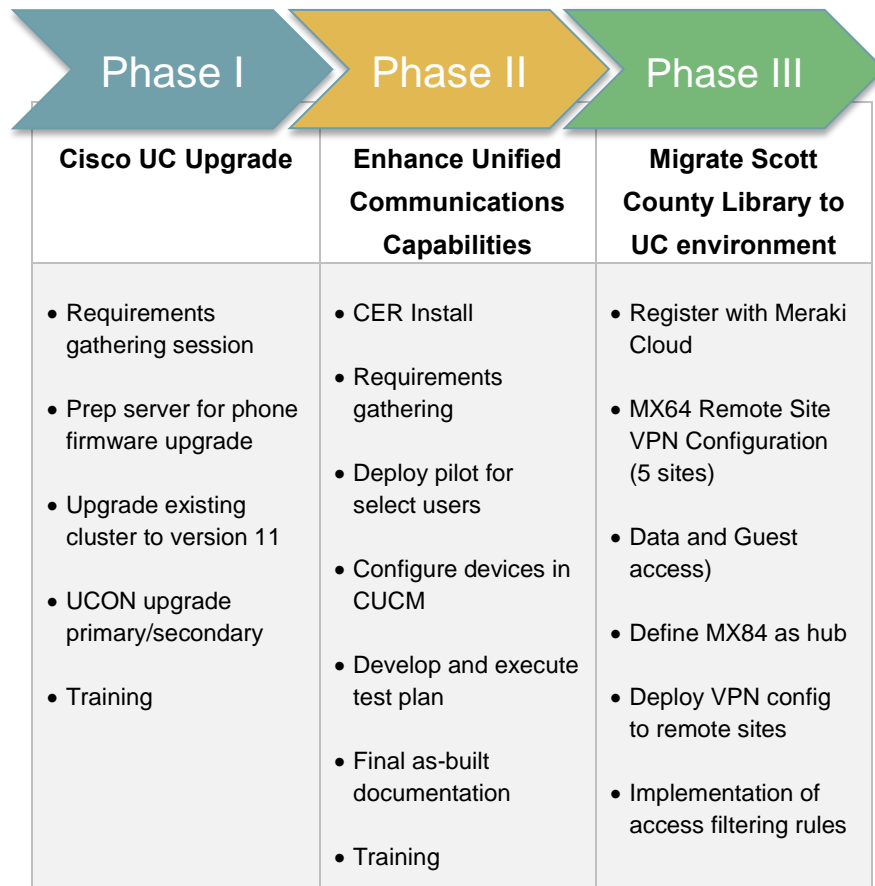 Phase I
Phase II
Phase III
Cisco UC Upgrade
Enhance Unified
Communications
Capabilities
Migrate Scott
County Library to
UC environment
• Requirements
gathering session
• Prep server for phone
firmware upgrade
• Upgrade existing
cluster to version 11
• UCON upgrade
primary/secondary
• Training
• CER Install
• Requirements
gathering
• Deploy pilot for
select users
• Configure devices in
CUCM
• Develop and execute
test plan
• Final as-built
documentation
• Training
• Register with Meraki
Cloud
• MX64 Remote Site
VPN Configuration
(5 sites)
• Data and Guest
access)
• Define MX84 as hub
• Deploy VPN config
to remote sites
• Implementation of
access filtering rules